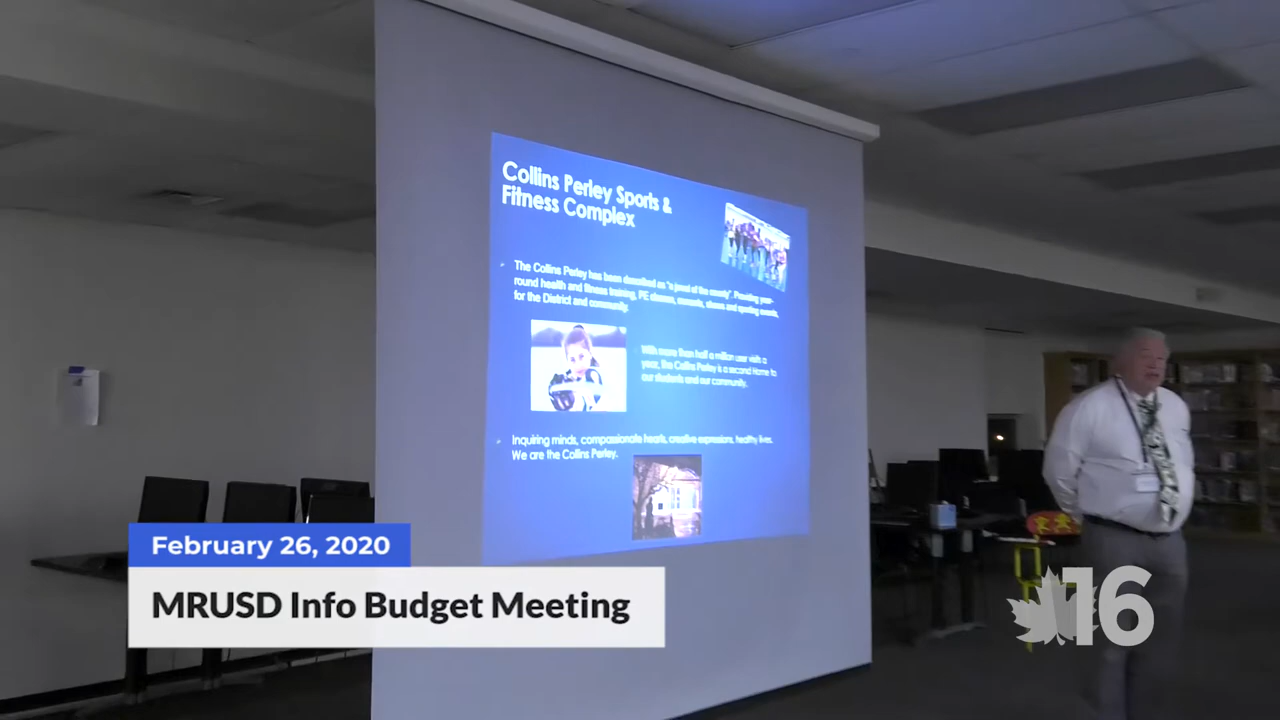 Collins Perley Sports &
Fitness Complex
The Collins Perley has been described as "a jewel of the county". Providing year-
round health and fitness training, PE classes, concerts, shows and sporting events,
for the District and community.
With more than half a million user visits a
year, the Collins Perley is a second Home to
our students and our community.
Inquiring minds, compassionate hearts, creative expressions, healthy lives.
We are the Collins Perley.
February 26, 2020
MRUSD Info Budget Meeting
16